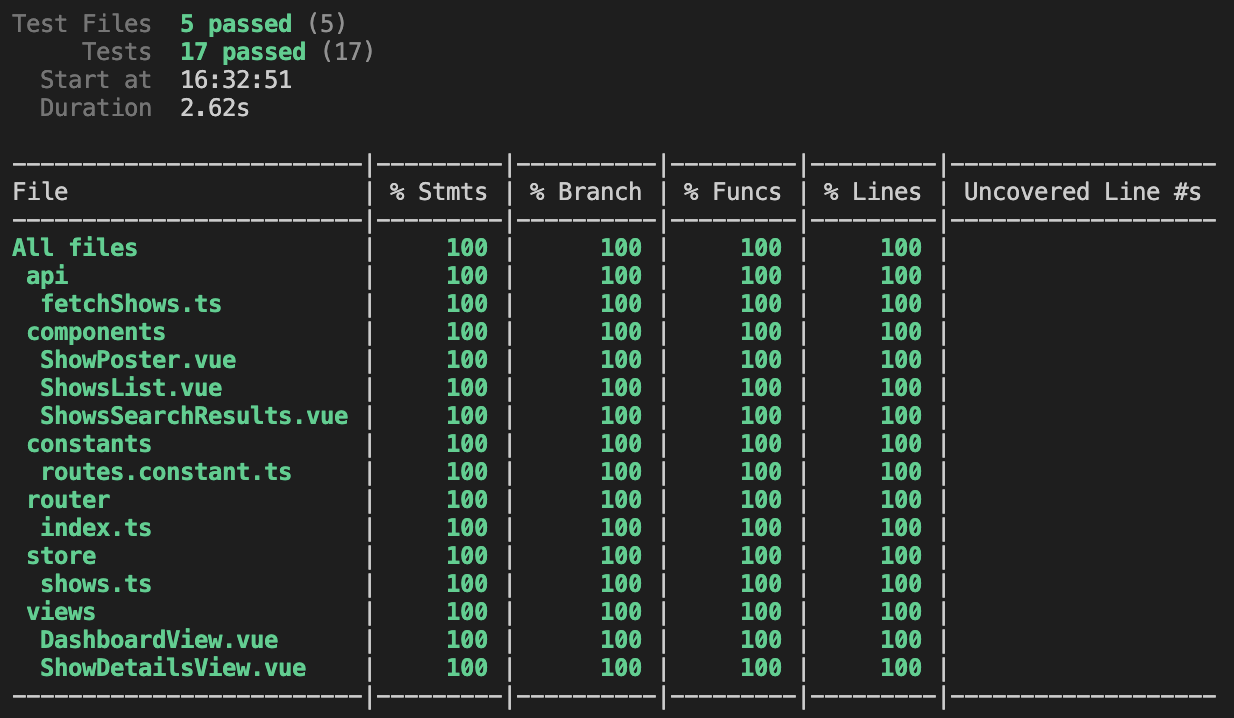 Test Files  5 passed (5)
     Tests  17 passed (17)
  Start at  16:32:51
  Duration  2.62s
File | % Stmts | % Branch | % Funcs | % Lines | Uncovered Line #s
All files | 100 | 100 | 100 | 100 |
 api | 100 | 100 | 100 | 100 |
  fetchShows.ts | 100 | 100 | 100 | 100 |
 components | 100 | 100 | 100 | 100 |
  ShowPoster.vue | 100 | 100 | 100 | 100 |
  ShowsList.vue | 100 | 100 | 100 | 100 |
  ShowsSearchResults.vue | 100 | 100 | 100 | 100 |
 constants | 100 | 100 | 100 | 100 |
  routes.constant.ts | 100 | 100 | 100 | 100 |
 router | 100 | 100 | 100 | 100 |
  index.ts | 100 | 100 | 100 | 100 |
 store | 100 | 100 | 100 | 100 |
  shows.ts | 100 | 100 | 100 | 100 |
 views | 100 | 100 | 100 | 100 |
  DashboardView.vue | 100 | 100 | 100 | 100 |
  ShowDetailsView.vue | 100 | 100 | 100 | 100 |